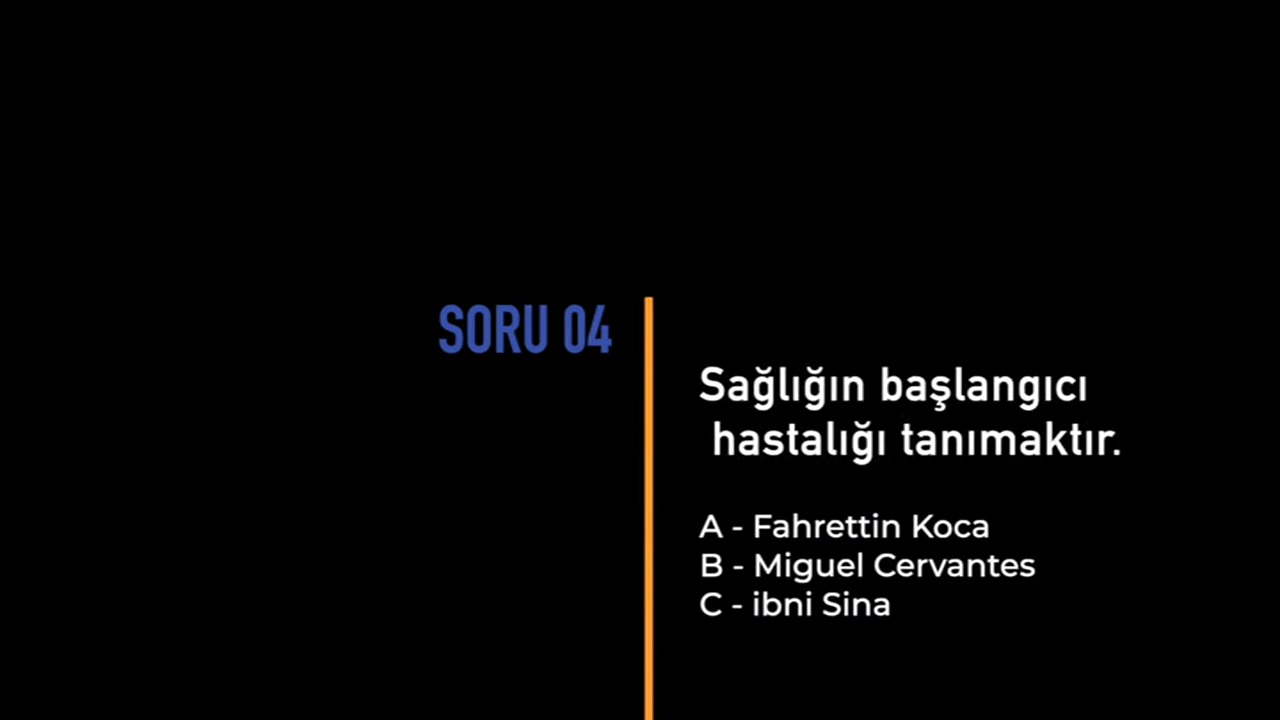 SORU 04
Sağlığın başlangıcı
hastalığı tanımaktır.
A - Fahrettin Koca
B - Miguel Cervantes
C - ibni Sina